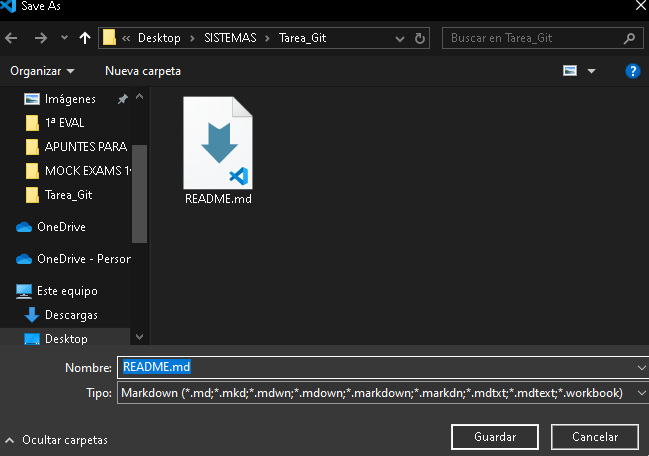 Save As
« Desktop > SISTEMAS > Tarea_Git
Buscar en Tarea_Git
Organizar
Nueva carpeta
?
Imágenes
1ª EVAL
APUNTES PARA
MOCK EXAMS 1
Tarea_Git
OneDrive
OneDrive - Person
Este equipo
Descargas
Desktop
README.md
Nombre: README.md
Tipo: Markdown (*.md;*.mkd;*.mdwn;*.mdown;*.markdown;*.markdn;*.mdtxt;*.mdtext;*.workbook)
Ocultar carpetas
Guardar
Cancelar